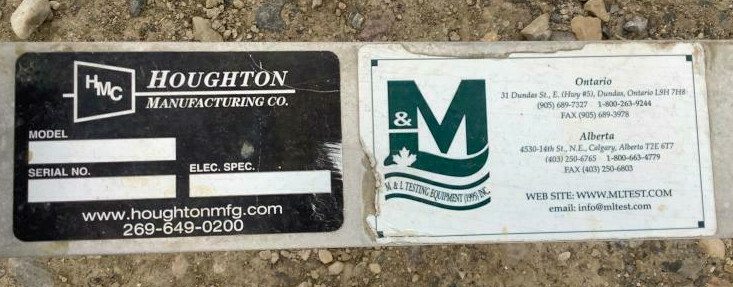 HMC
HOUGHTON
MANUFACTURING CO.
MODEL
SERIAL NO.
ELEC. SPEC.
www.houghtonmfg.com
269-649-0200
M & L
M & L TESTING EQUIPMENT (1995) INC.
Ontario
31 Dundas St., E. (Hwy #5), Dundas, Ontario L9H 7H8
(905) 689-7327 1-800-263-9244
FAX (905) 689-3978
Alberta
4530-14th St., N.E., Calgary, Alberta T2E 6T7
(403) 250-6765 1-800-663-4779
FAX (403) 250-6803
WEB SITE: WWW.MLTEST.COM
email: info@mltest.com